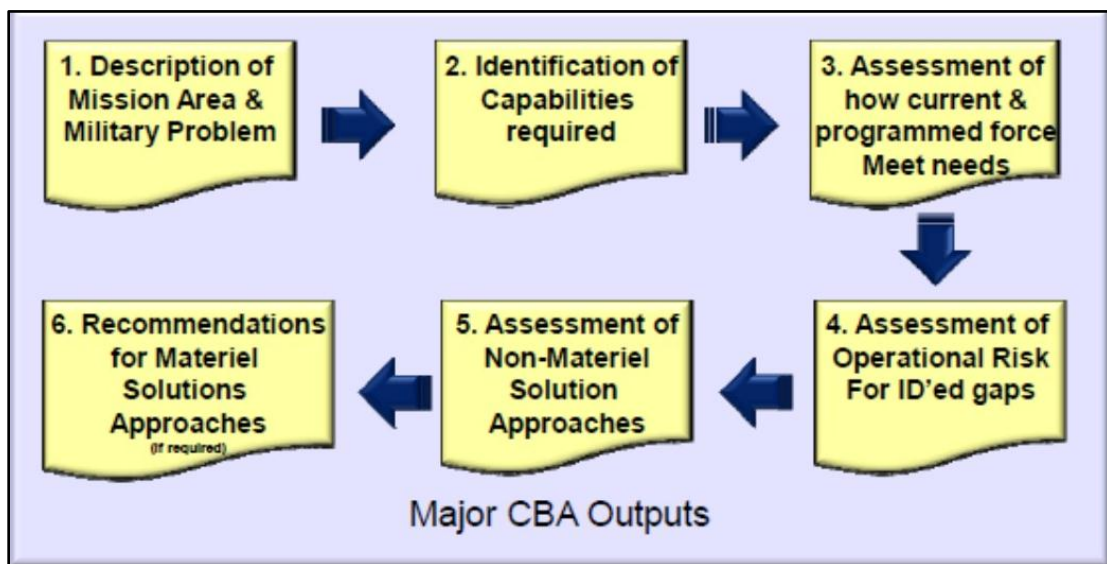 1. Description of
Mission Area &
Military Problem
2. Identification of
Capabilities
required
3. Assessment of
how current &
programmed force
Meet needs
4. Assessment of
Operational Risk
For ID'ed gaps
5. Assessment of
Non-Materiel
Solution
Approaches
6. Recommendations
for Materiel
Solutions
Approaches
(if required)
Major CBA Outputs